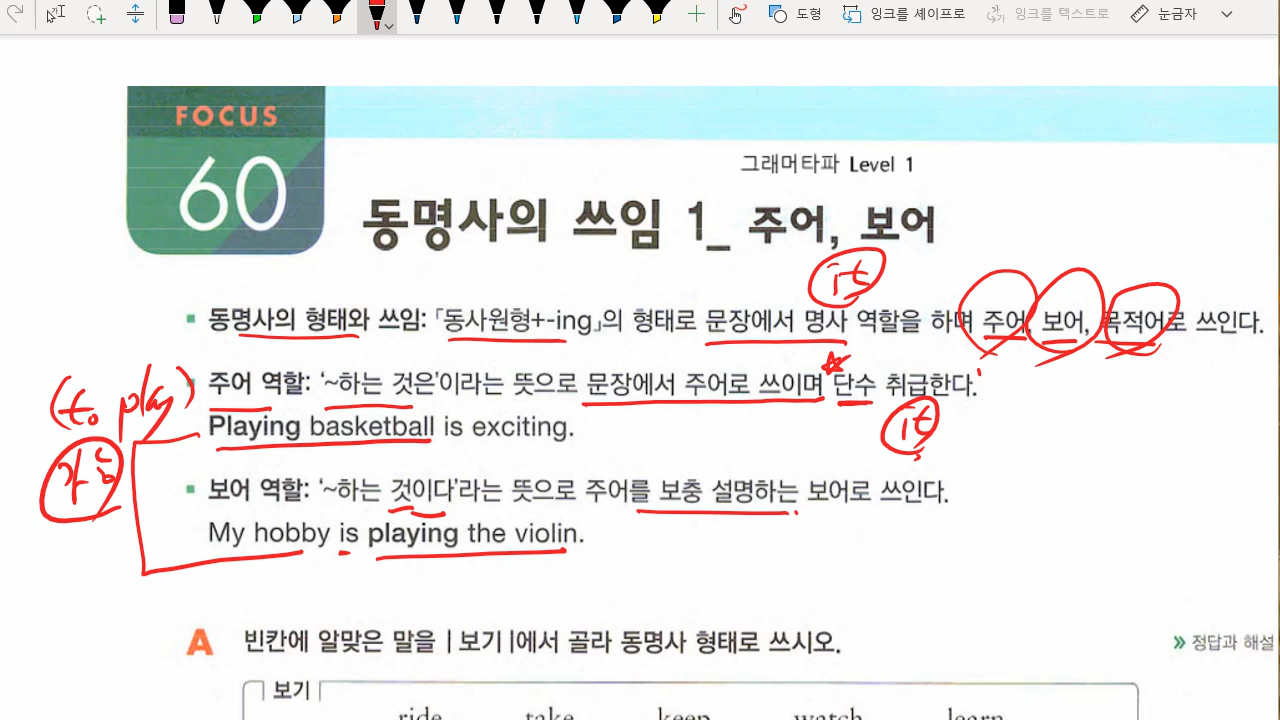 도형 잉크를 셰이프로 잉크를 텍스트로 눈금자
FOCUS
60
그래머타파 Level 1
동명사의 쓰임 1_ 주어, 보어
it
▪ 동명사의 형태와 쓰임: 「동사원형+-ing」의 형태로 문장에서 명사 역할을 하며 주어, 보어, 목적어로 쓰인다.
(to play)
▪ 주어 역할: '~하는 것은'이라는 뜻으로 문장에서 주어로 쓰이며 단수 취급한다.
it
Playing basketball is exciting.
가능
▪ 보어 역할: '~하는 것이다'라는 뜻으로 주어를 보충 설명하는 보어로 쓰인다.
My hobby is playing the violin.
A 빈칸에 알맞은 말을 |보기|에서 골라 동명사 형태로 쓰시오.
» 정답과 해설
보기
ride take keep watch learn